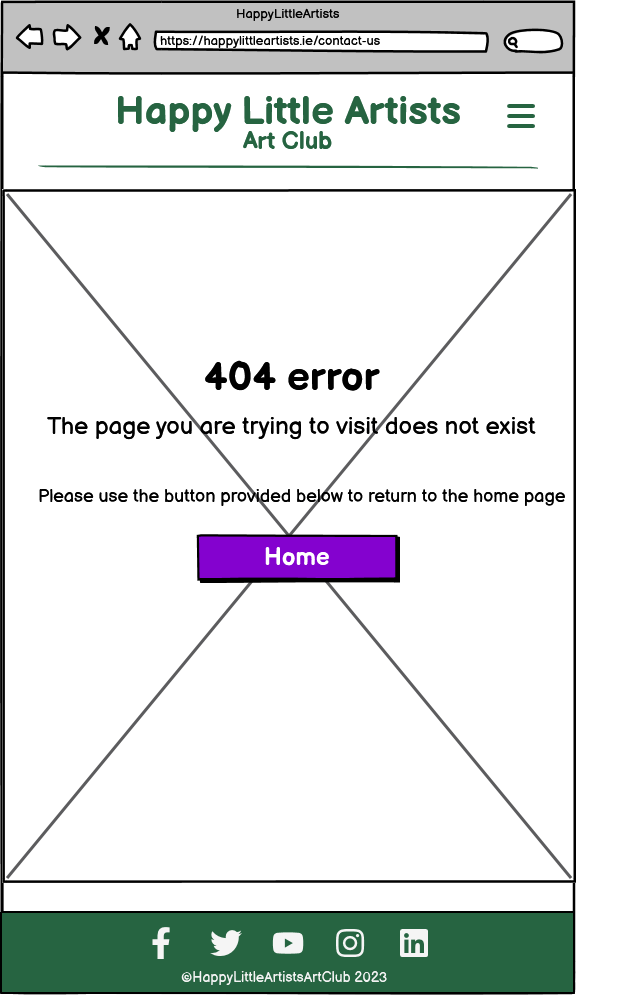 HappyLittleArtists
https://happylittleartists.ie/contact-us
Happy Little Artists
Art Club
404 error
The page you are trying to visit does not exist
Please use the button provided below to return to the home page
Home
©HappyLittleArtistsArtClub 2023